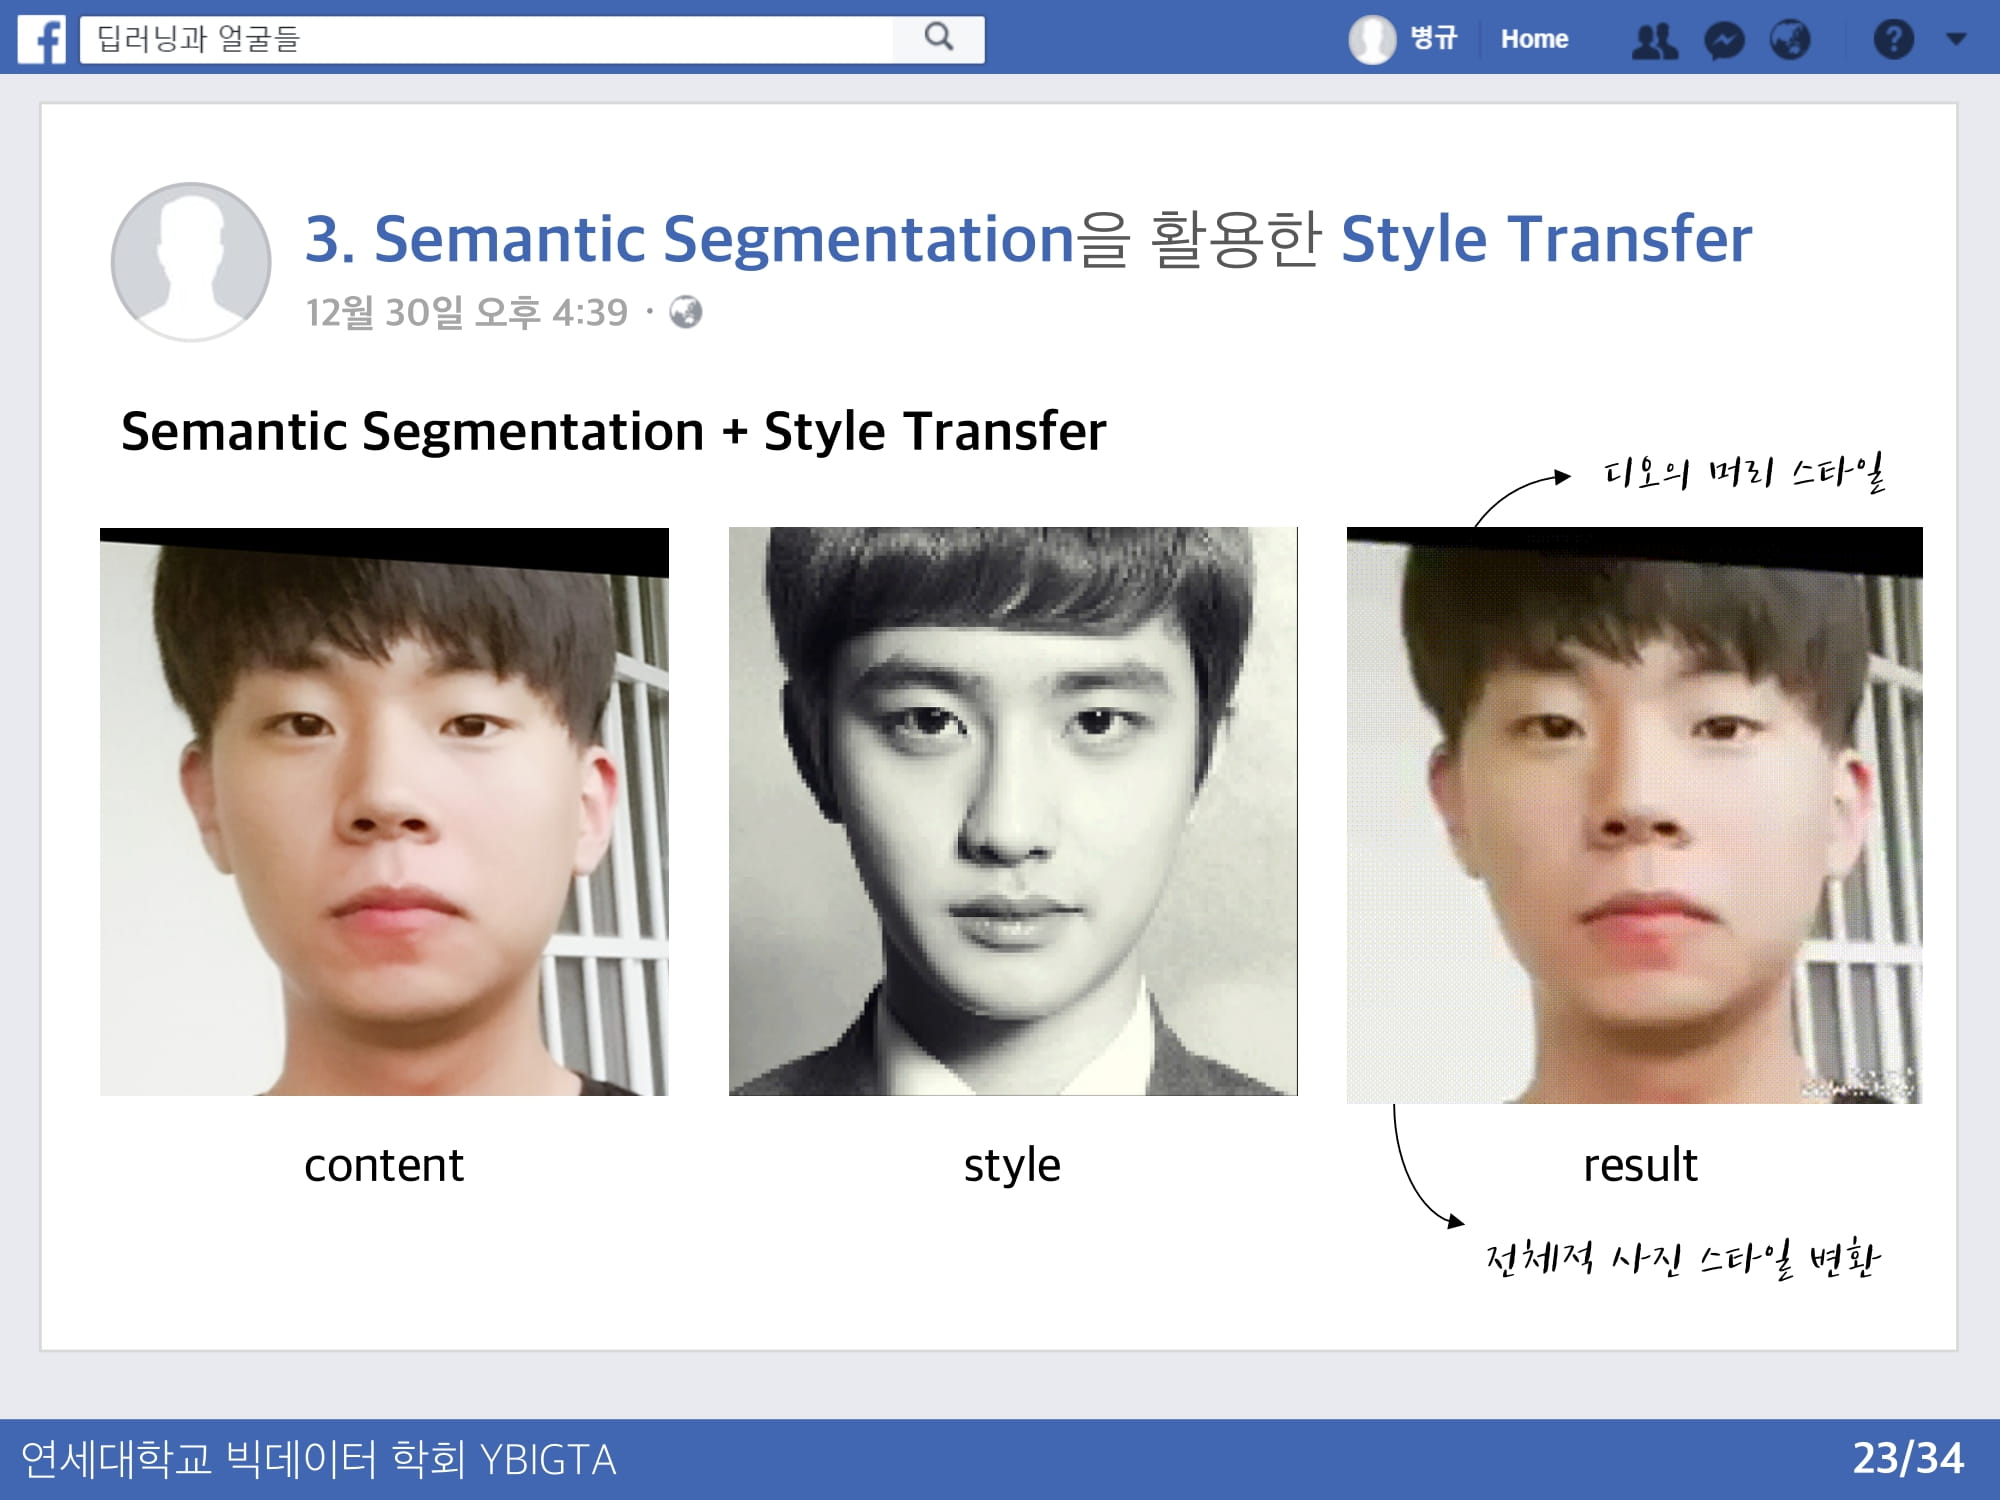 f 딥러닝과 얼굴들
병규 Home
?
3. Semantic Segmentation을 활용한 Style Transfer
12월 30일 오후 4:39 ·
Semantic Segmentation + Style Transfer
디오의 머리 스타일
content
style
result
전체적 사진 스타일 변환
연세대학교 빅데이터 학회 YBIGTA
23/34